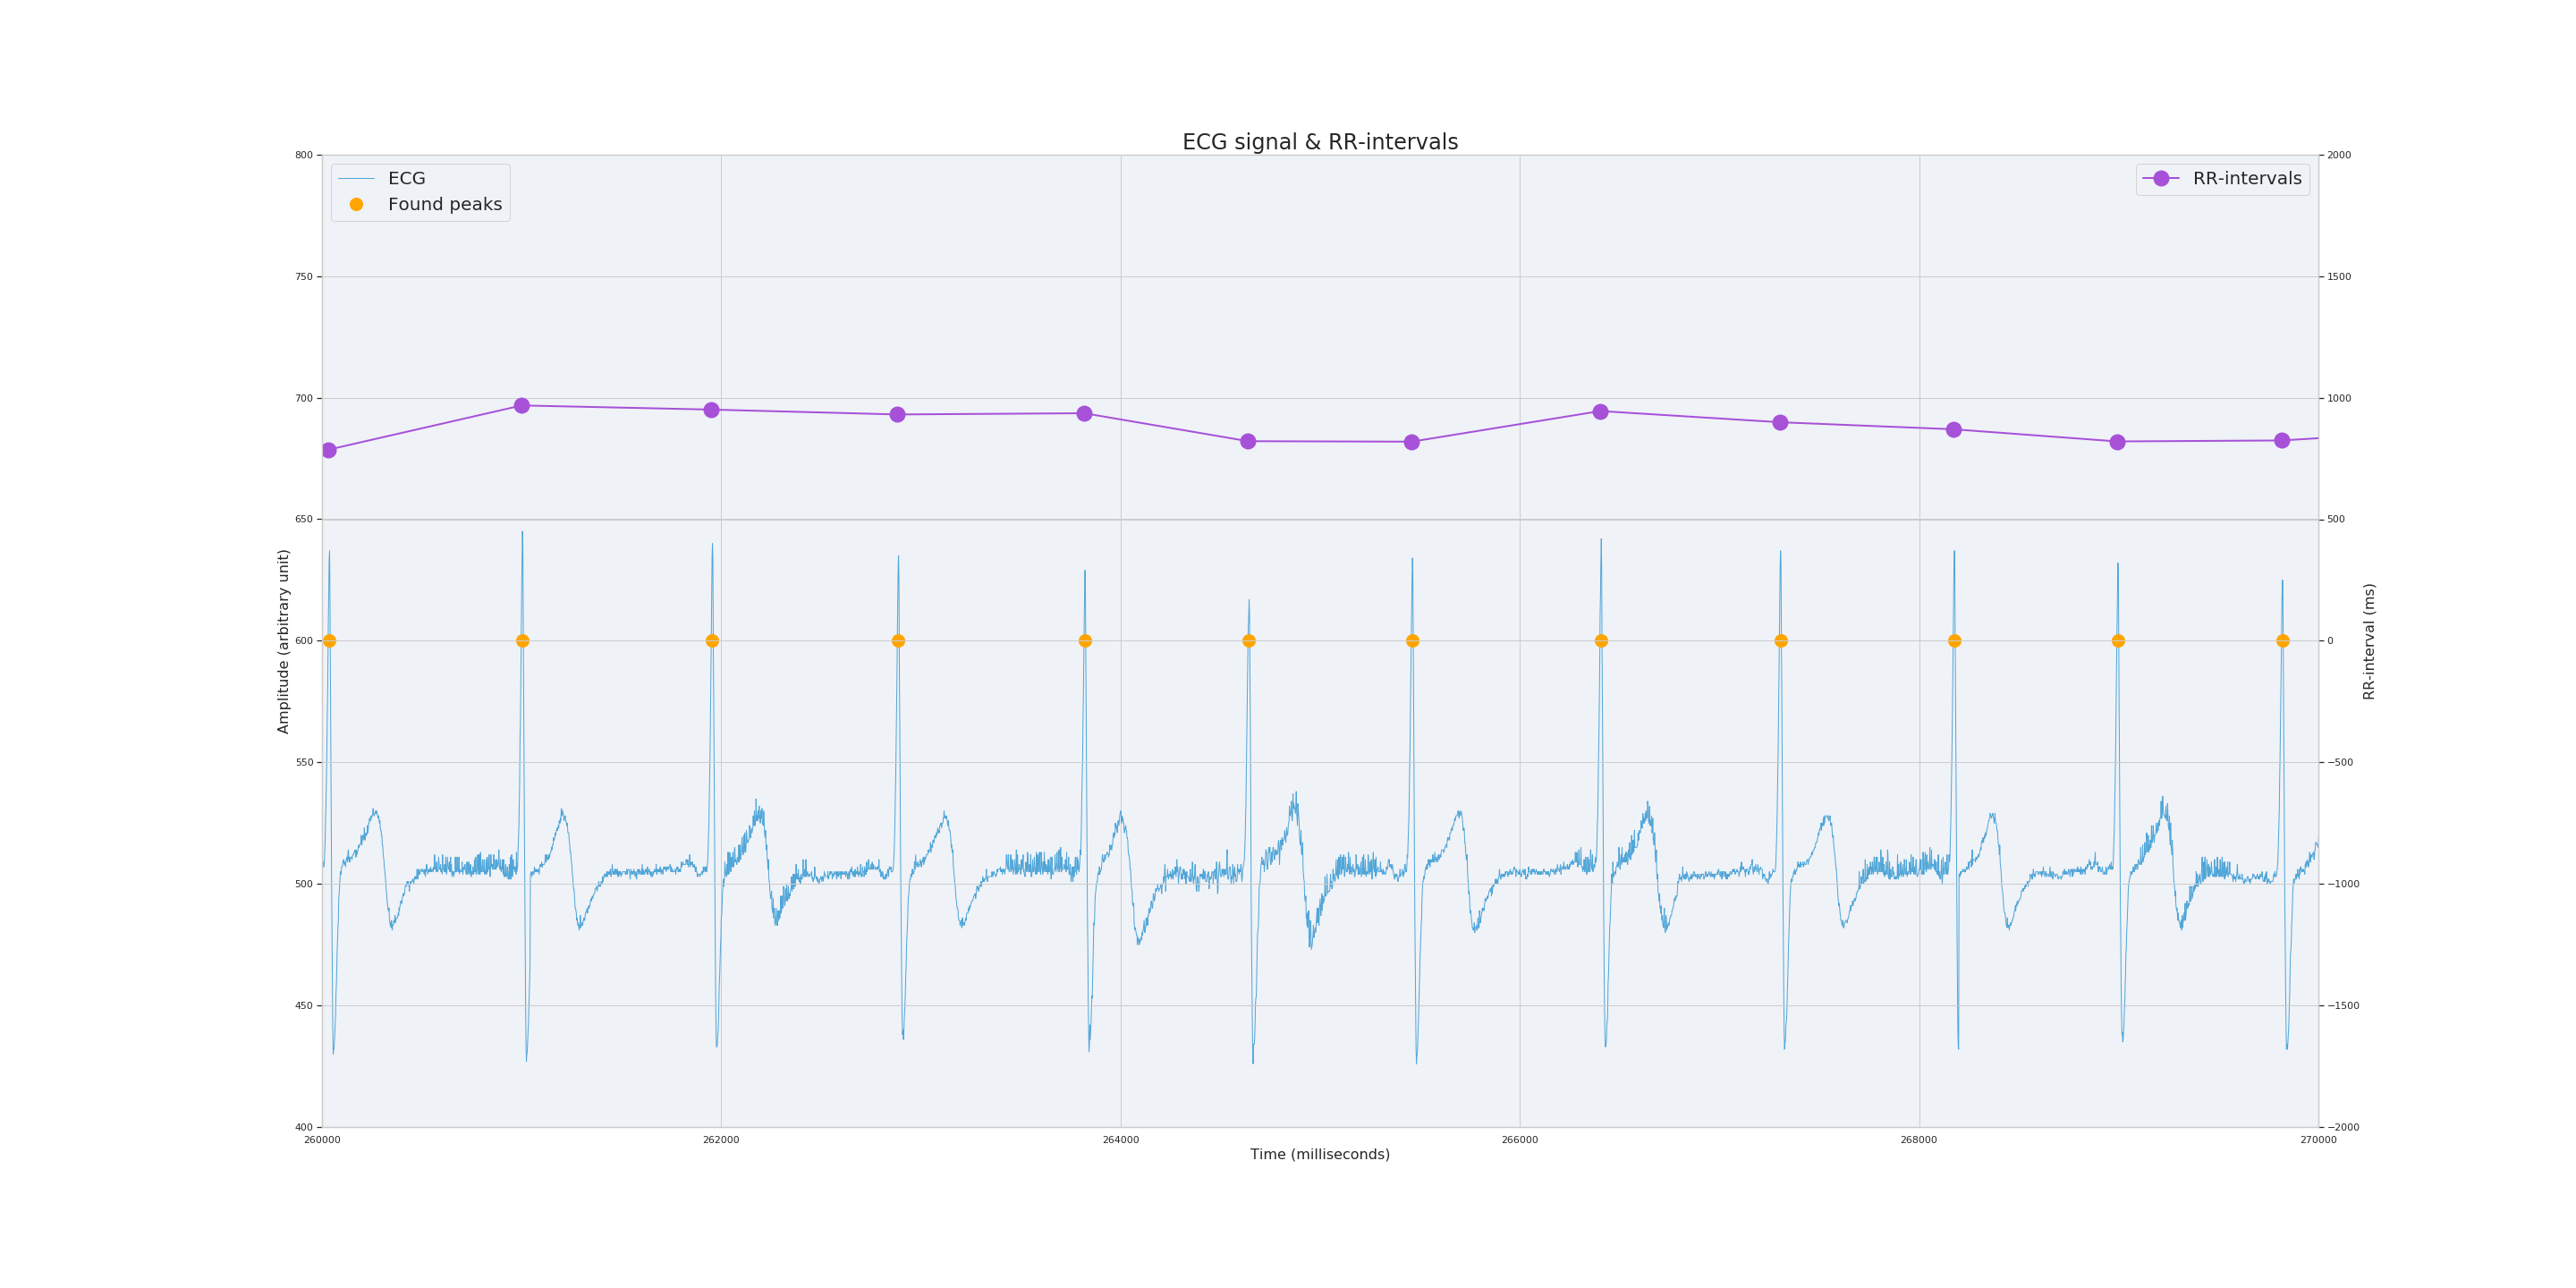 ECG signal & RR-intervals
ECG
Found peaks
RR-intervals
800
750
700
650
600
550
500
450
400
2000
1500
1000
500
0
−500
−1000
−1500
−2000
Amplitude (arbitrary unit)
RR-interval (ms)
260000 262000 264000 266000 268000 270000
Time (milliseconds)